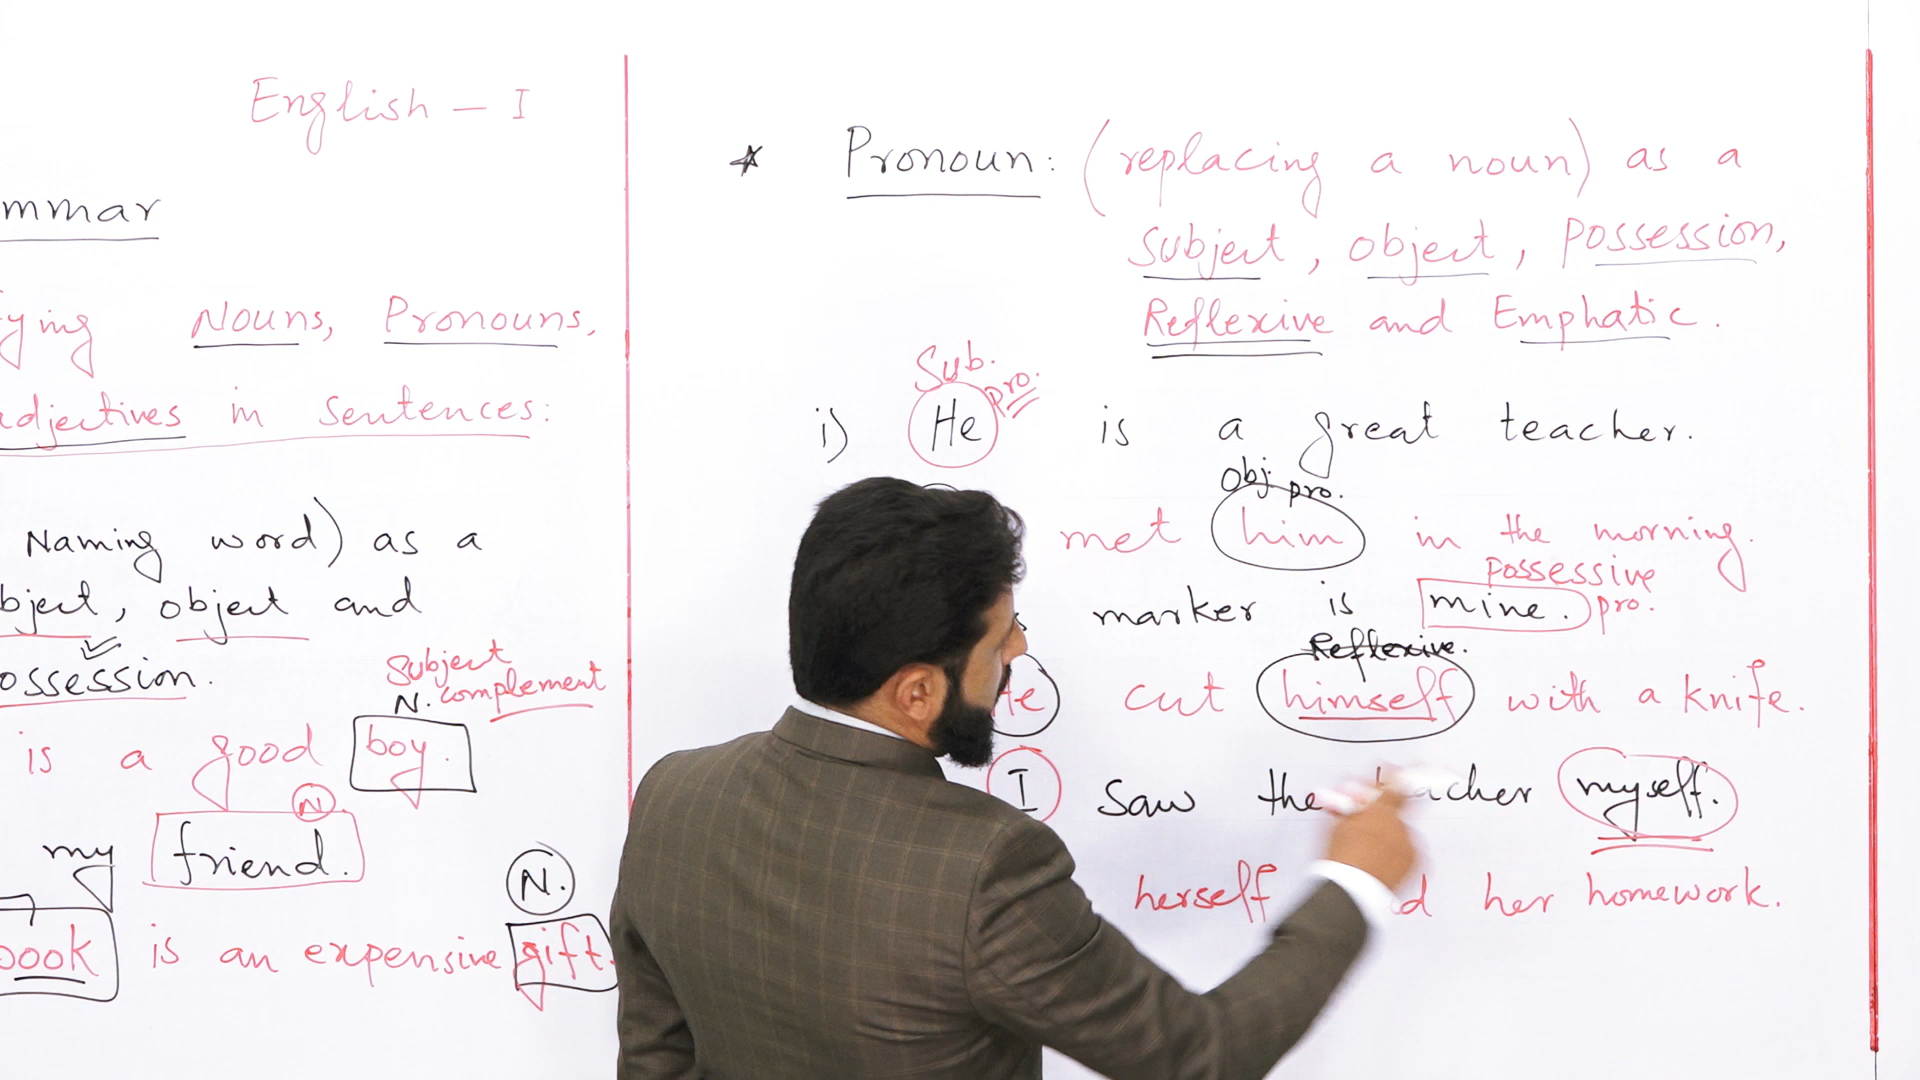 English – I
mmar
ying Nouns, Pronouns,
adjectives in sentences:
Naming word) as a
bject, object and
ossession.
Subject
N. complement
is a good boy.
N
my friend.
N.
book is an expensive gift.
* Pronoun: (replacing a noun) as a
Subject, object, Possession,
Reflexive and Emphatic.
Sub.
pro.
i) He is a great teacher.
Obj. pro.
met him in the morning.
Possessive
marker is mine. pro.
Reflexive.
He cut himself with a knife.
I saw the teacher myself.
herself her homework.